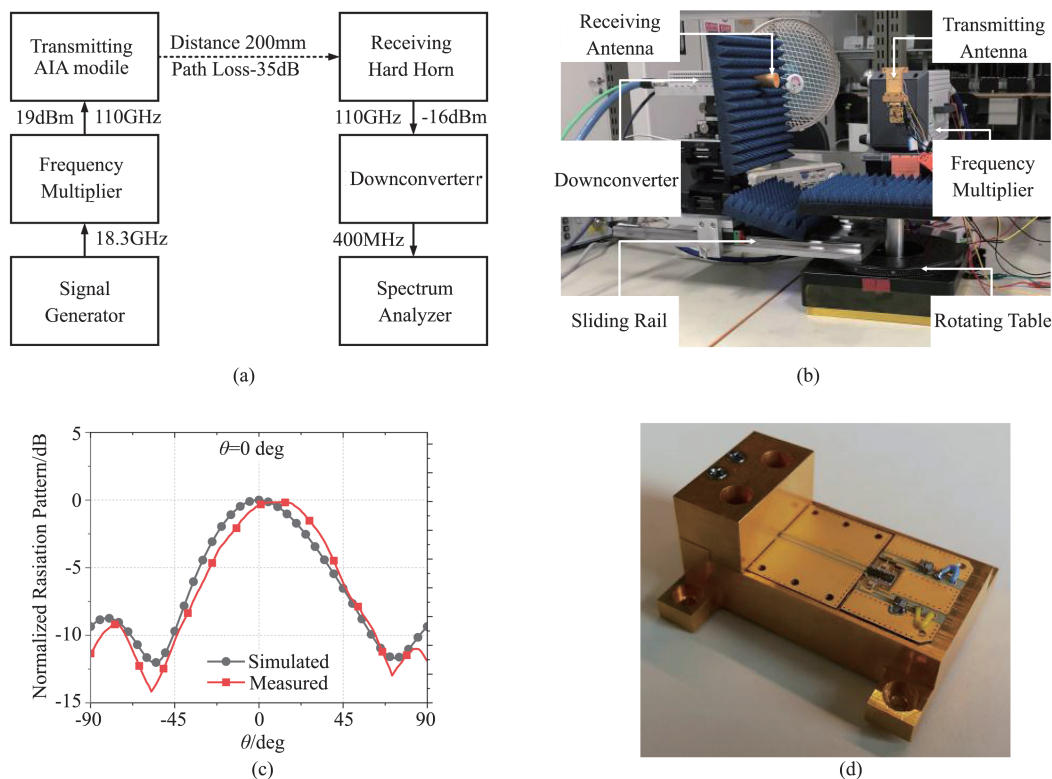 Transmitting
AIA modile
Distance 200mm
Path Loss-35dB
Receiving
Hard Horn
19dBm
110GHz
110GHz
-16dBm
Frequency
Multiplier
Downconverterr
18.3GHz
400MHz
Signal
Generator
Spectrum
Analyzer
(a)
Receiving
Antenna
Transmitting
Antenna
Downconverter
Frequency
Multiplier
Sliding Rail
Rotating Table
(b)
Normalized Rasiation Pattern/dB
5
0
-5
-10
-15
θ=0 deg
Simulated
Measured
-90
-45
0
45
90
θ/deg
(c)
(d)